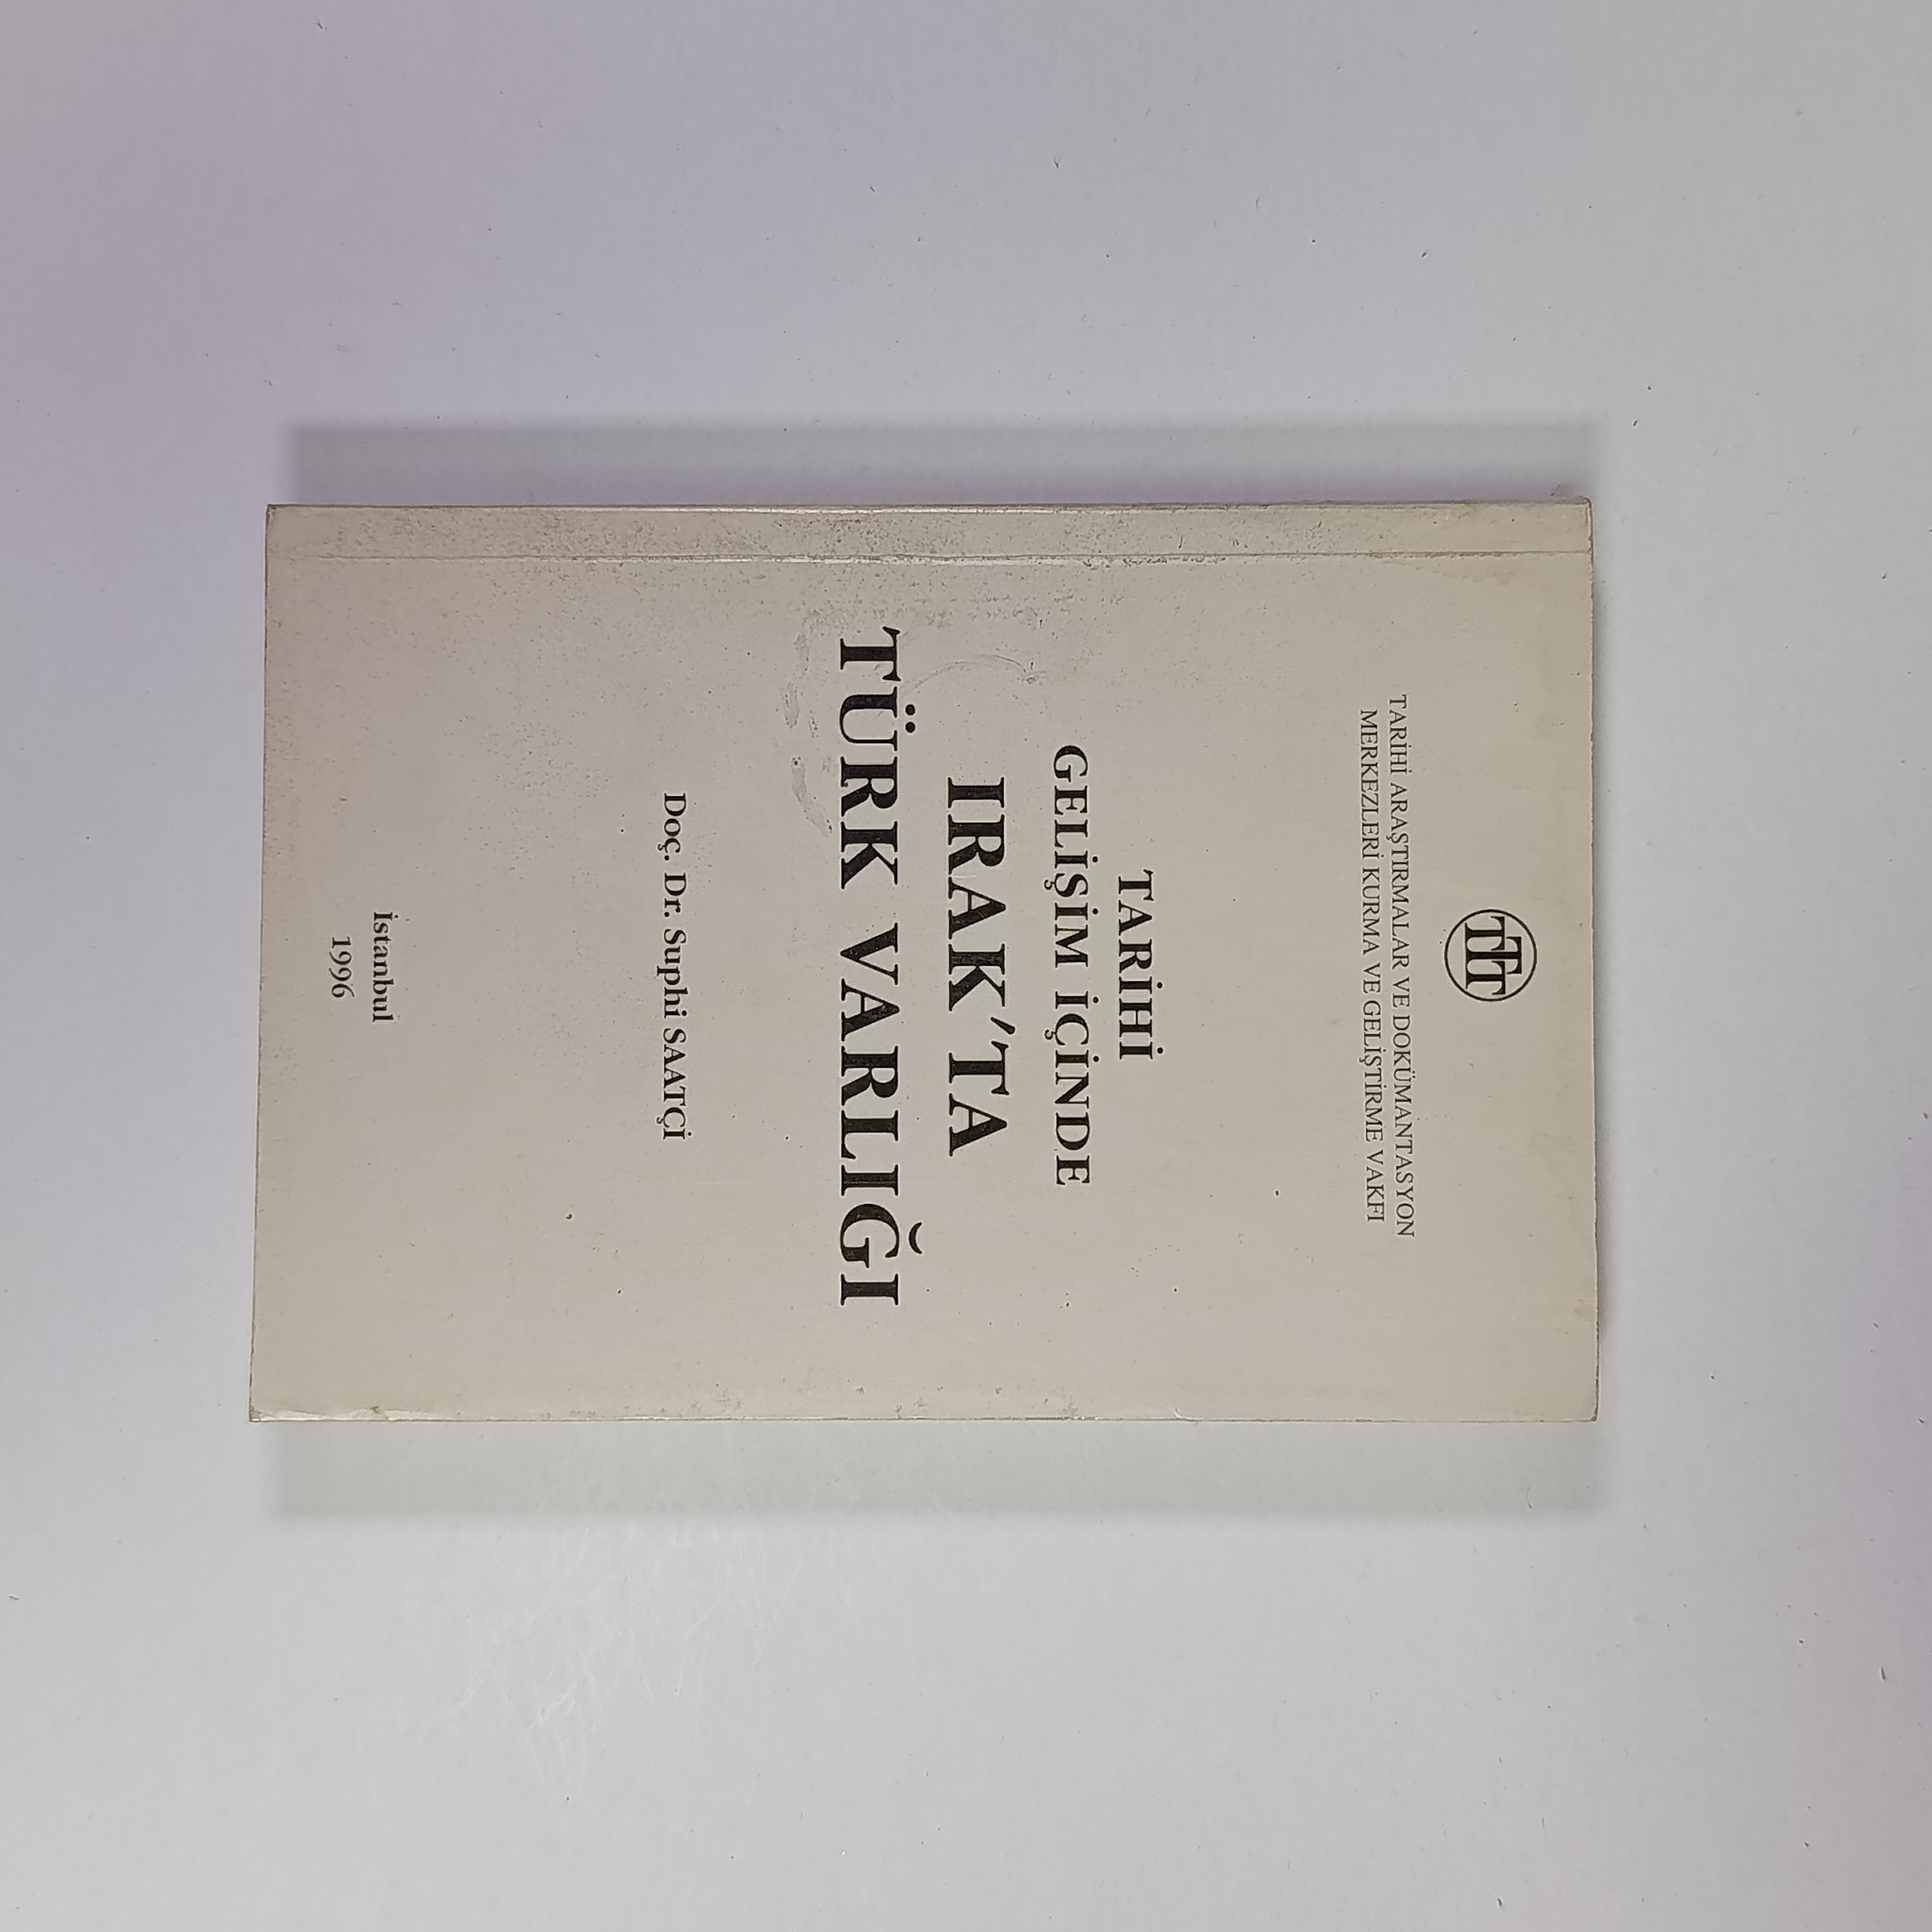 TTT
TARİHİ ARAŞTIRMALAR VE DOKÜMANTASYON
MERKEZLERİ KURMA VE GELİŞTİRME VAKFI
TARİHİ
GELİŞİM İÇİNDE
IRAK'TA
TÜRK VARLIĞI
Doç. Dr. Suphi SAATÇİ
İstanbul
1996